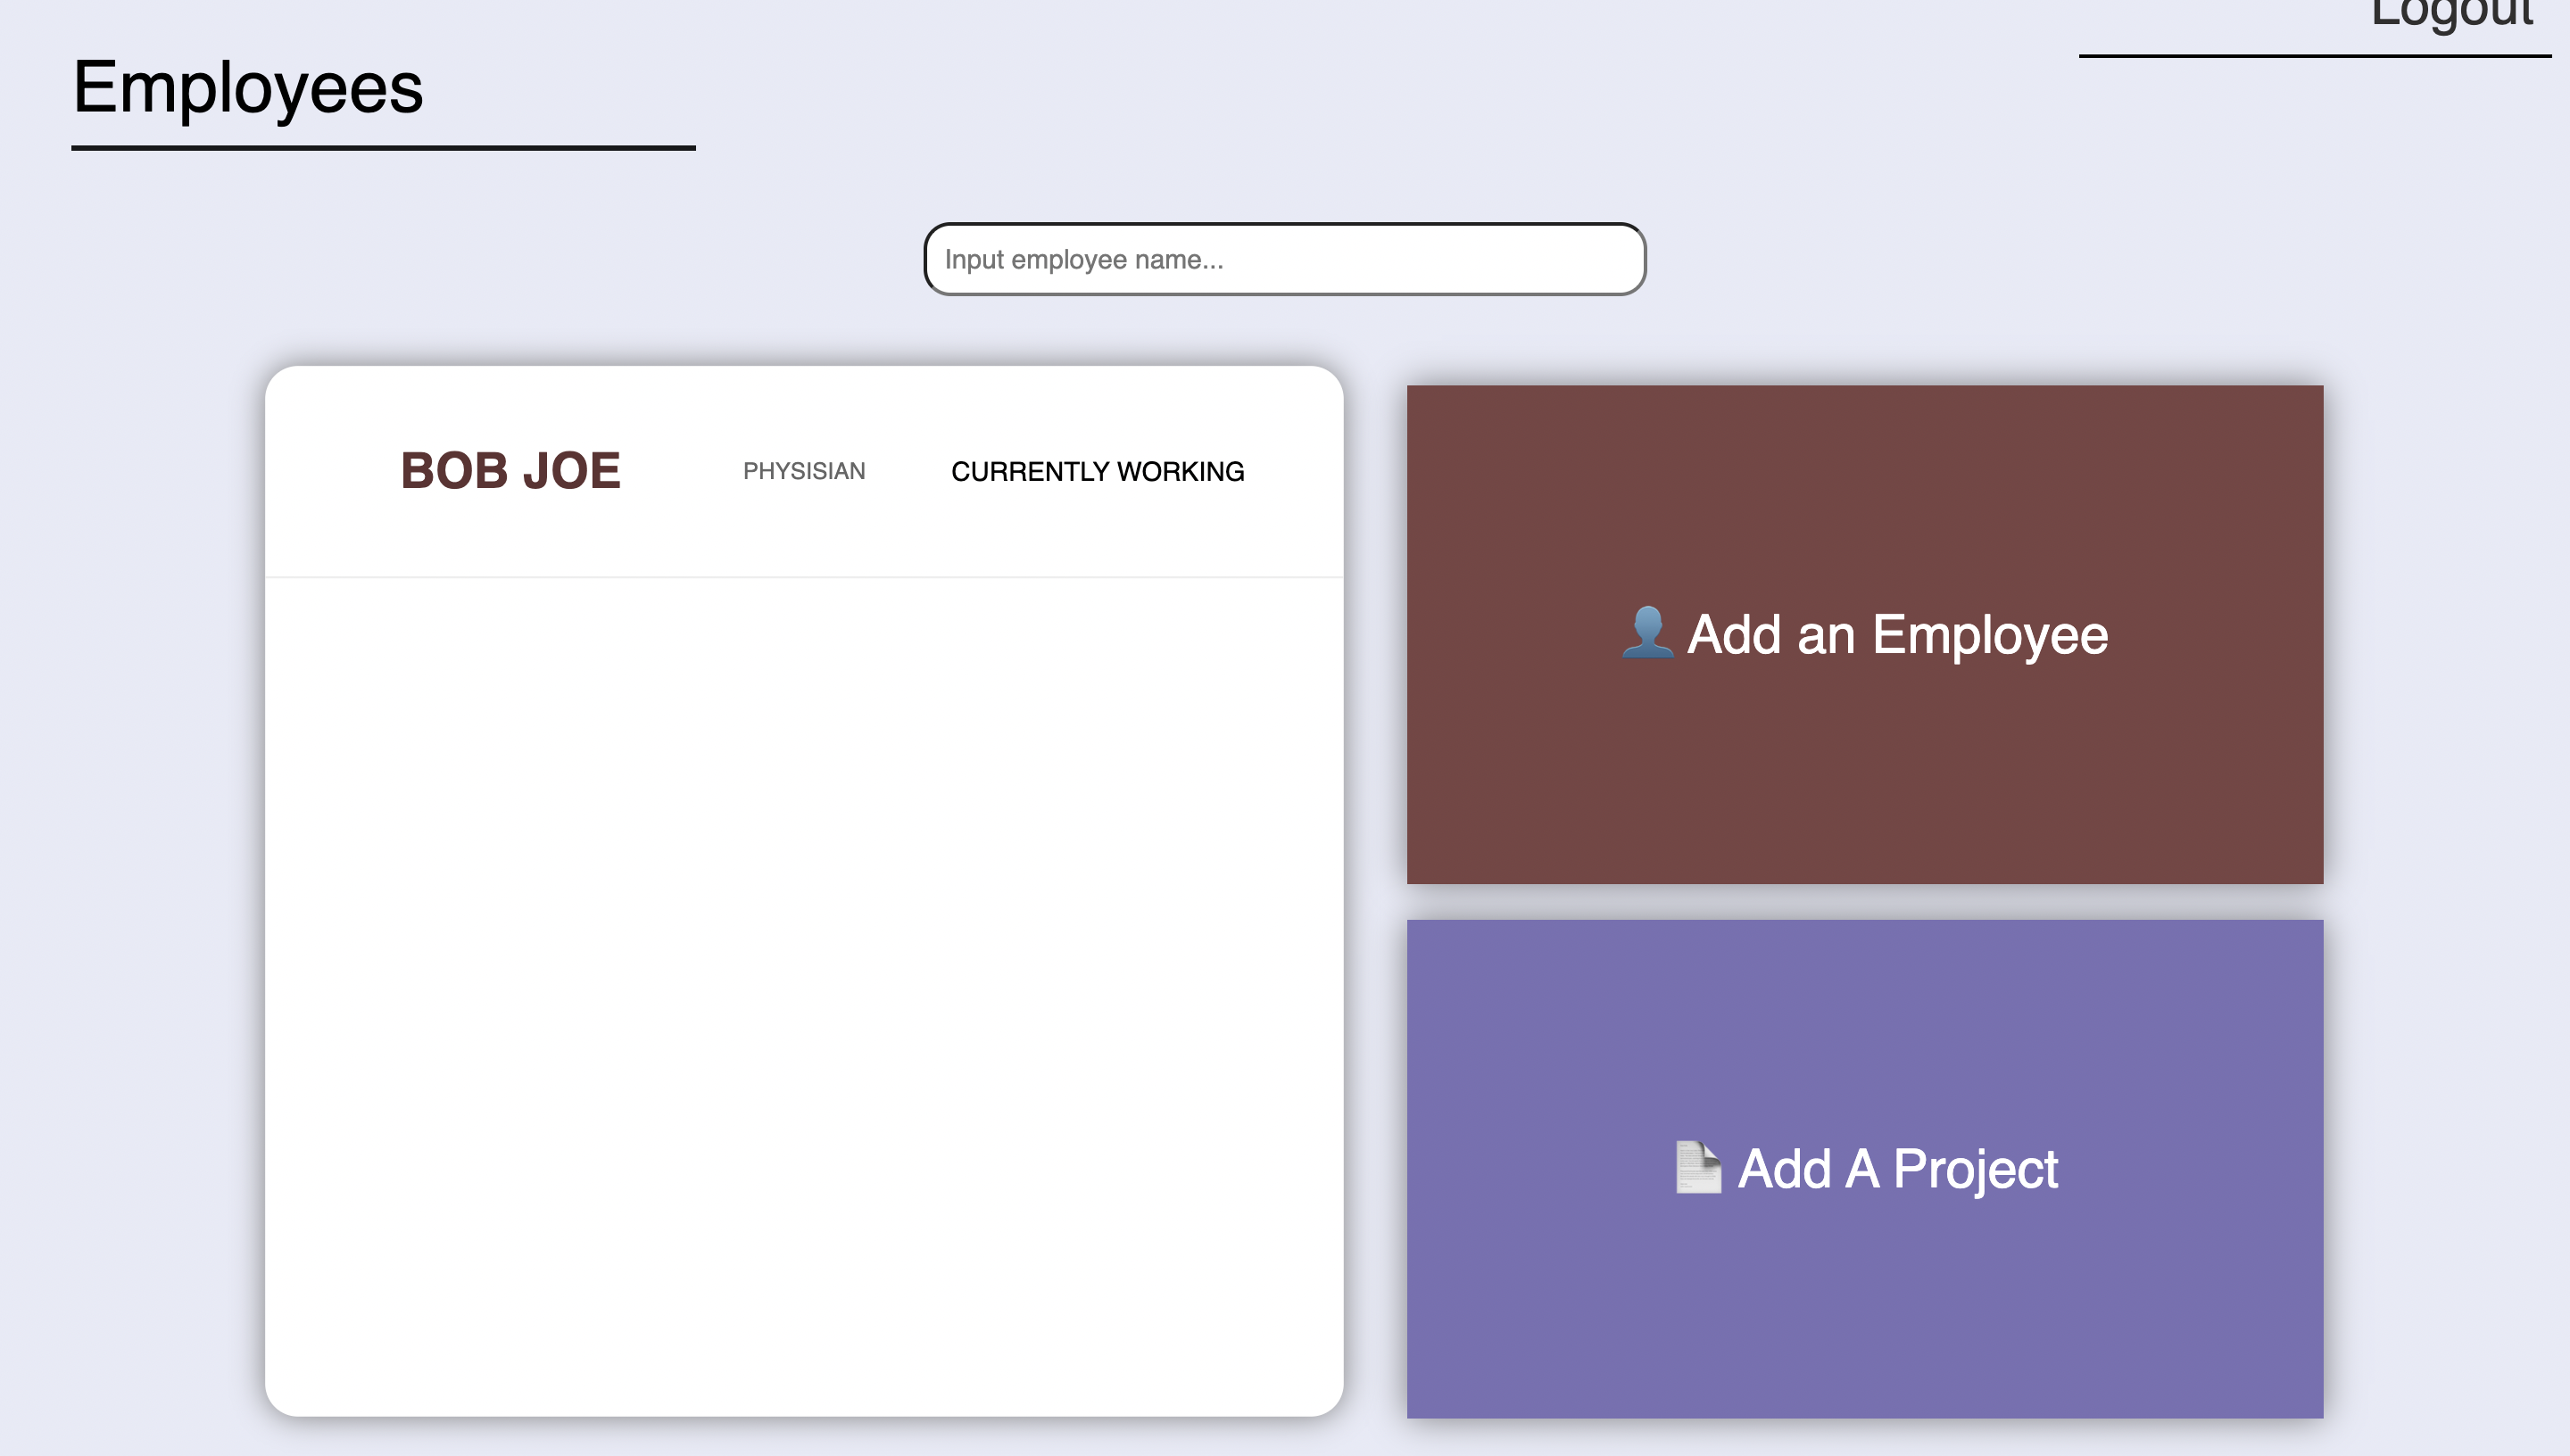 Logout
Employees
Input employee name...
BOB JOE PHYSISIAN CURRENTLY WORKING
Add an Employee
Add A Project